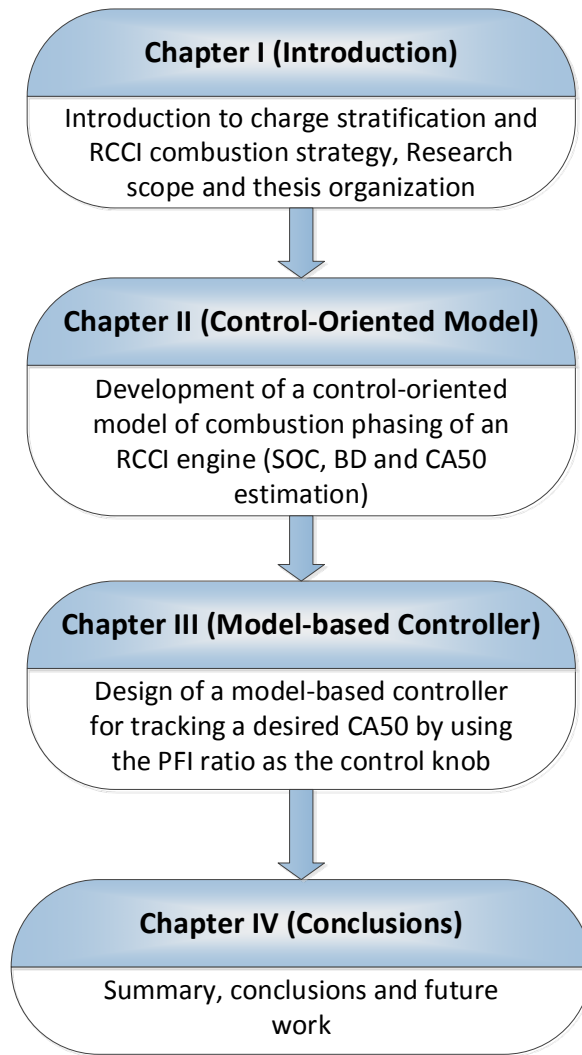 Chapter I (Introduction)
Introduction to charge stratification and
RCCI combustion strategy, Research
scope and thesis organization
Chapter II (Control-Oriented Model)
Development of a control-oriented
model of combustion phasing of an
RCCI engine (SOC, BD and CA50
estimation)
Chapter III (Model-based Controller)
Design of a model-based controller
for tracking a desired CA50 by using
the PFI ratio as the control knob
Chapter IV (Conclusions)
Summary, conclusions and future
work